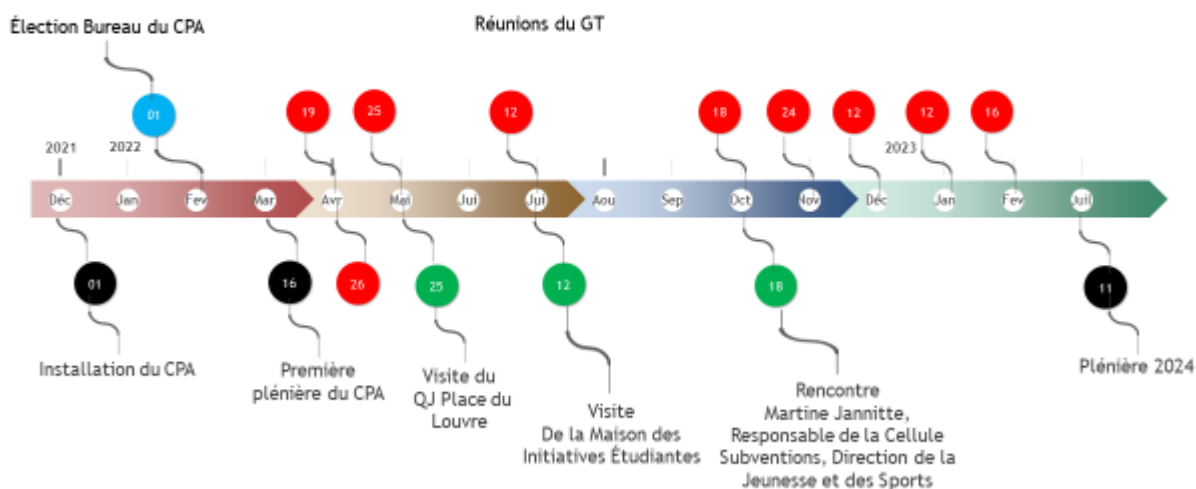 Élection Bureau du CPA
Réunions du GT
01
19
25
12
18
24
12
12
16
2021
2022
2023
Déc
Jan
Fev
Mar
Avr
Mai
Jui
Jui
Aou
Sep
Oct
Nov
Déc
Jan
Fev
Juil
01
16
26
25
12
18
11
Installation du CPA
Première
plénière du CPA
Visite du
QJ Place du
Louvre
Visite
De la Maison des
Initiatives Étudiantes
Rencontre
Martine Jannitte,
Responsable de la Cellule
Subventions, Direction de la
Jeunesse et des Sports
Plénière 2024